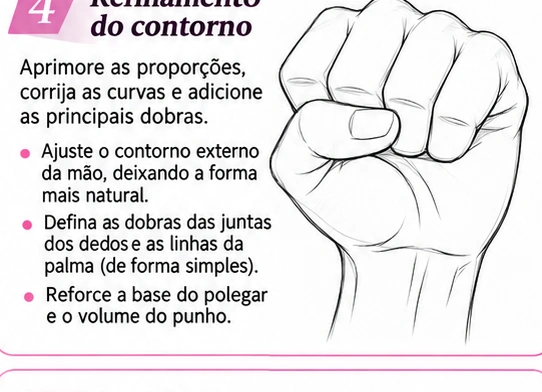 4
Refinamento
do contorno
Aprimore as proporções,
corrija as curvas e adicione
as principais dobras.
Ajuste o contorno externo
da mão, deixando a forma
mais natural.
Defina as dobras das juntas
dos dedos e as linhas da
palma (de forma simples).
Reforce a base do polegar
e o volume do punho.